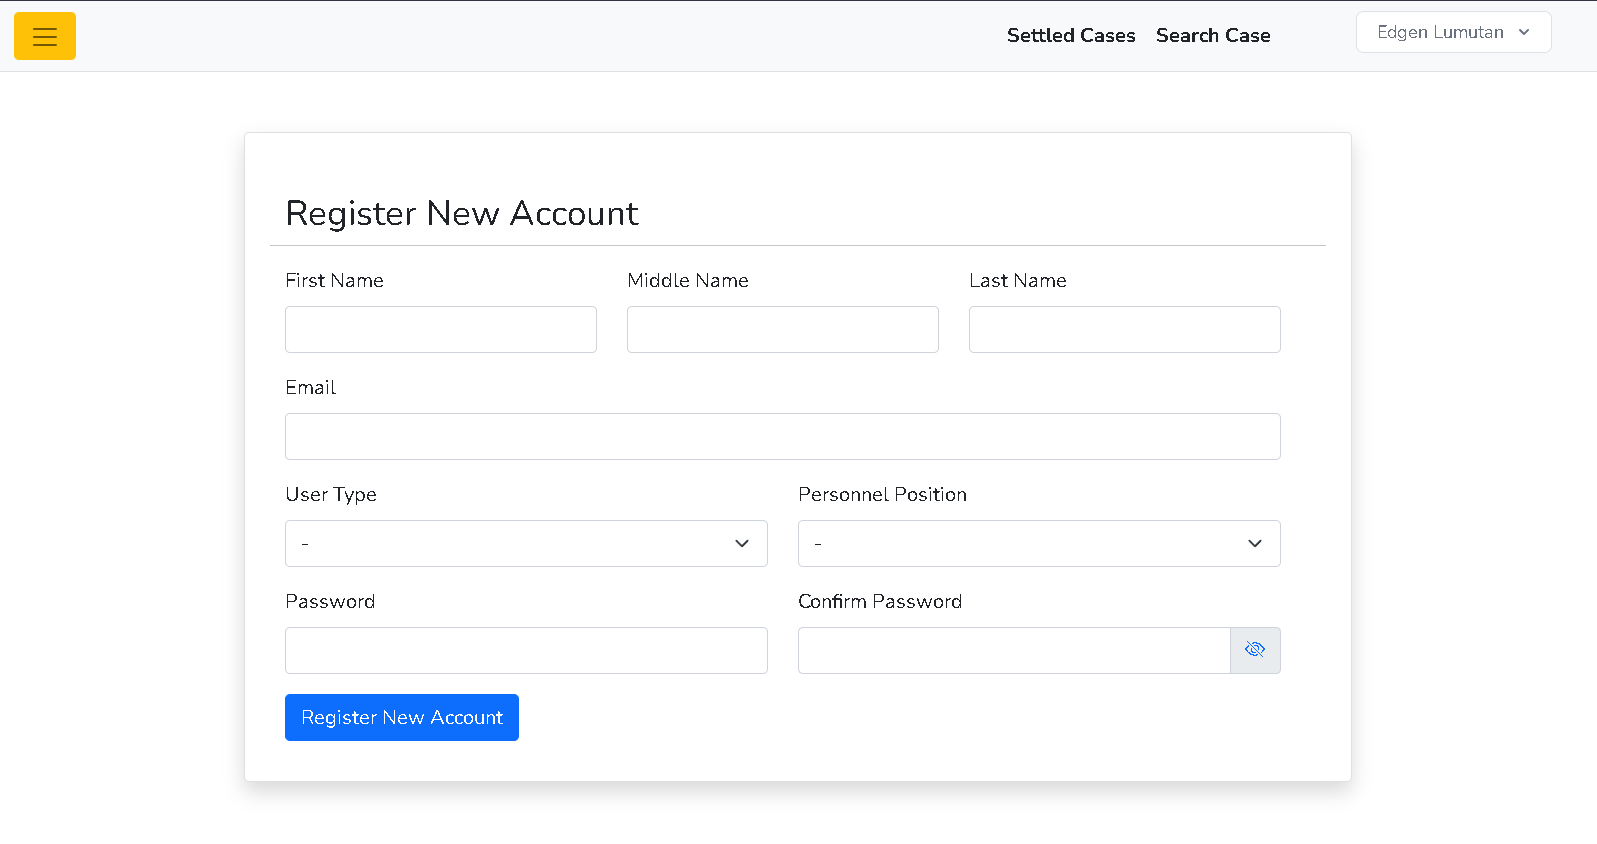 Settled Cases Search Case Edgen Lumutan
Register New Account
First Name Middle Name Last Name
Email
User Type Personnel Position
- -
Password Confirm Password
Register New Account